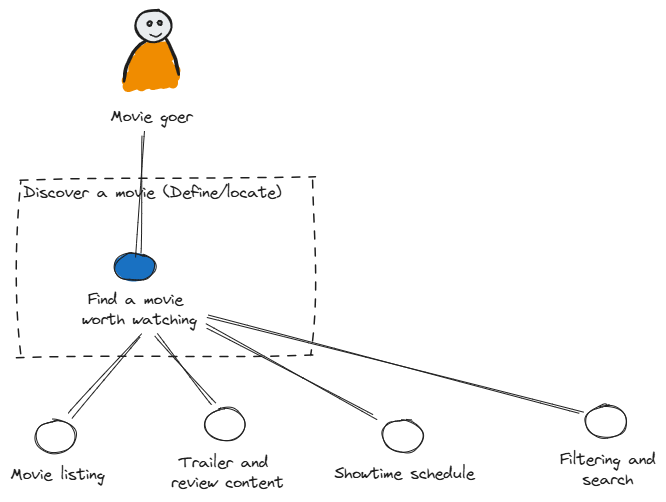 Movie goer
Discover a movie (Define/locate)
Find a movie
worth watching
Movie listing
Trailer and
review content
Showtime schedule
Filtering and
search